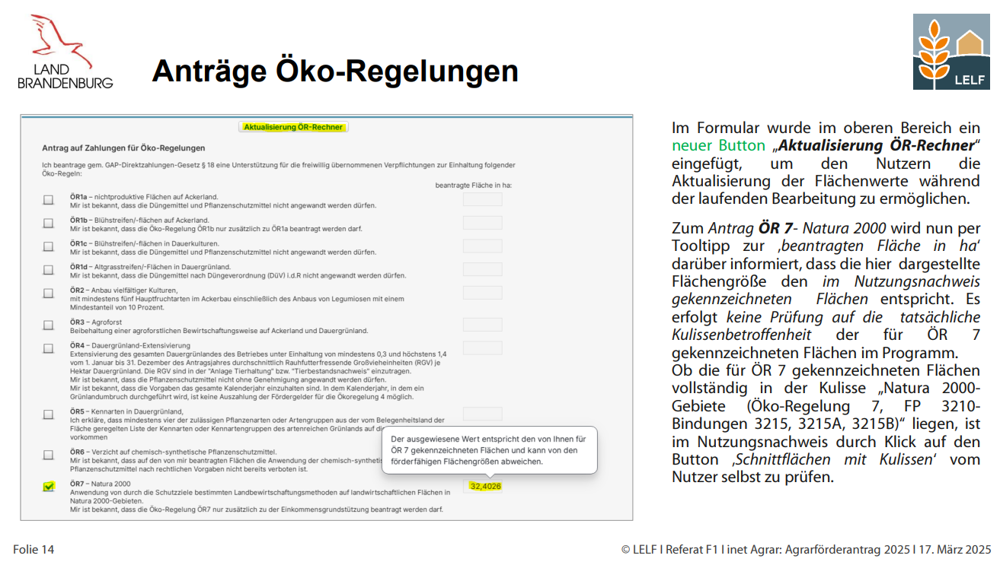 LAND
BRANDENBURG
Anträge Öko-Regelungen
LELF
Aktualisierung ÖR-Rechner
Antrag auf Zahlungen für Öko-Regelungen
Ich beantrage gem. GAP-Direktzahlungen-Gesetz § 18 eine Unterstützung für die freiwillig übernommenen Verpflichtungen zur Einhaltung folgender
Öko-Regeln:
beantragte Fläche in ha:
ÖR1a – nichtproduktive Flächen auf Ackerland.
Mir ist bekannt, dass die Düngemittel und Pflanzenschutzmittel nicht angewandt werden dürfen.
ÖR1b – Blühstreifen/-flächen auf Ackerland.
Mir ist bekannt, dass die Öko-Regelung ÖR1b nur zusätzlich zu ÖR1a beantragt werden darf.
ÖR1c – Blühstreifen/-flächen in Dauerkulturen.
Mir ist bekannt, dass die Düngemittel und Pflanzenschutzmittel nicht angewandt werden dürfen.
ÖR1d – Altgrasstreifen/-Flächen in Dauergrünland.
Mir ist bekannt, dass die Düngemittel nach Düngeverordnung (DüV) i.d.R nicht angewandt werden dürfen.
ÖR2 – Anbau vielfältiger Kulturen,
mit mindestens fünf Hauptfruchtarten im Ackerbau einschließlich des Anbaus von Legumiosen mit einem
Mindestanteil von 10 Prozent.
ÖR3 – Agroforst
Beibehaltung einer agroforstlichen Bewirtschaftungsweise auf Ackerland und Dauergrünland.
ÖR4 – Dauergrünland-Extensivierung
Extensivierung des gesamten Dauergrünlandes des Betriebes unter Einhaltung von mindestens 0,3 und höchstens 1,4
vom 1. Januar bis 31. Dezember des Antragsjahres durchschnittlich Rauhfutterfressende Großvieheinheiten (RGV) je
Hektar Dauergrünland. Die RGV sind in der "Anlage Tierhaltung" bzw. "Tierbestandsnachweis" einzutragen.
Mir ist bekannt, dass die Pflanzenschutzmittel nicht ohne Genehmigung angewandt werden dürfen.
Mir ist bekannt, dass die Vorgaben das gesamte Kalenderjahr einzuhalten sind. In dem Kalenderjahr, in dem ein
Grünlandumbruch durchgeführt wird, ist keine Auszahlung der Fördergelder für die Ökoregelung 4 möglich.
ÖR5 – Kennarten in Dauergrünland,
Ich erkläre, dass mindestens vier der zulässigen Pflanzenarten oder Artengruppen aus der vom Belegenheitsland der
Fläche geregelten Liste der Kennarten oder Kennartengruppen des artenreichen Grünlands auf
vorkommen
Der ausgewiesene Wert entspricht den von Ihnen für
ÖR 7 gekennzeichneten Flächen und kann von den
förderfähigen Flächengrößen abweichen.
ÖR6 – Verzicht auf chemisch-synthetische Pflanzenschutzmittel.
Mir ist bekannt, dass auf den von mir beantragten Flächen die Anwendung der
Pflanzenschutzmittel nach rechtlichen Vorgaben nicht bereits verboten ist.
ÖR7 – Natura 2000
32,4026
Anwendung von durch die Schutzziele bestimmten Landbewirtschaftungsmethoden auf landwirtschaftlichen Flächen in
Natura 2000-Gebieten.
Mir ist bekannt, dass die Öko-Regelung ÖR7 nur zusätzlich zu der Einkommensgrundstützung beantragt werden darf.
Im Formular wurde im oberen Bereich ein
neuer Button „Aktualisierung ÖR-Rechner“
eingefügt, um den Nutzern die
Aktualisierung der Flächenwerte während
der laufenden Bearbeitung zu ermöglichen.
Zum Antrag ÖR 7- Natura 2000 wird nun per
Tooltipp zur ‚beantragten Fläche in ha‘
darüber informiert, dass die hier dargestellte
Flächengröße den im Nutzungsnachweis
gekennzeichneten Flächen entspricht. Es
erfolgt keine Prüfung auf die tatsächliche
Kulissenbetroffenheit der für ÖR 7
gekennzeichneten Flächen im Programm.
Ob die für ÖR 7 gekennzeichneten Flächen
vollständig in der Kulisse „Natura 2000-
Gebiete (Öko-Regelung 7, FP 3210-
Bindungen 3215, 3215A, 3215B)“ liegen, ist
im Nutzungsnachweis durch Klick auf den
Button ‚Schnittflächen mit Kulissen‘ vom
Nutzer selbst zu prüfen.
Folie 14
© LELF I Referat F1 I inet Agrar: Agrarförderantrag 2025 I 17. März 2025